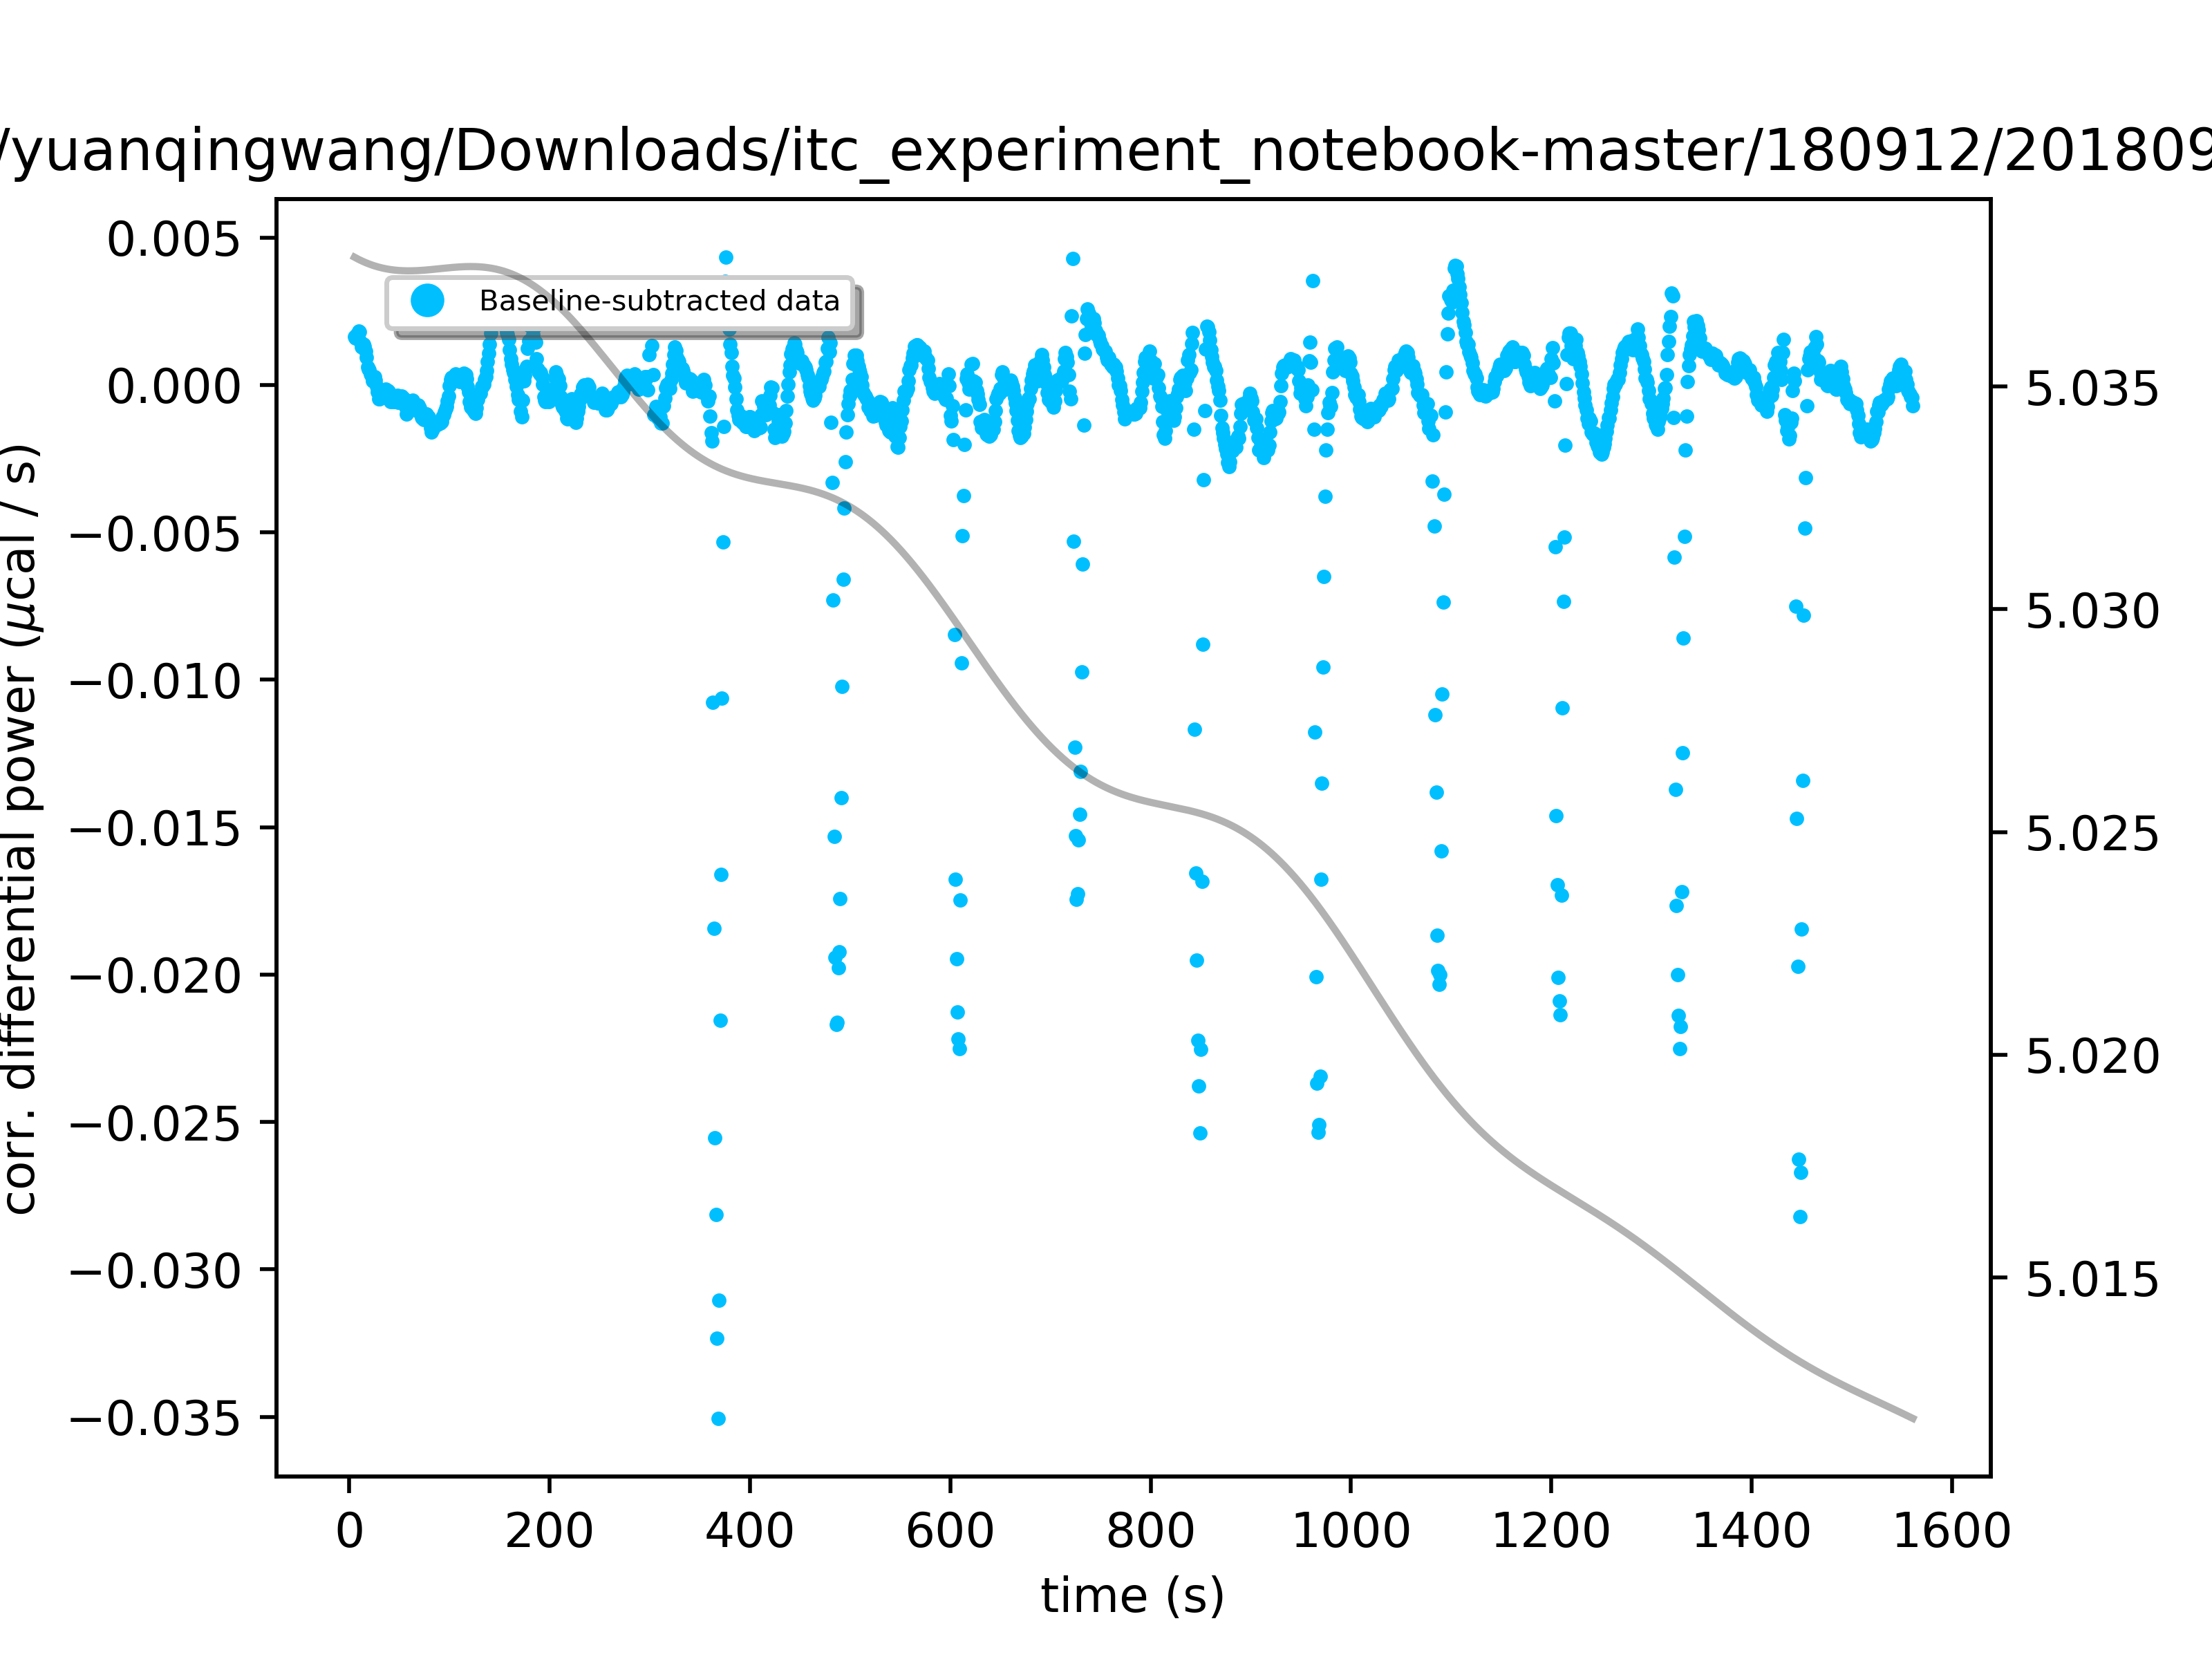 /yuanqingwang/Downloads/itc_experiment_notebook-master/180912/201809
Baseline-subtracted data
corr. differential power (μcal / s)
0.005
0.000
−0.005
−0.010
−0.015
−0.020
−0.025
−0.030
−0.035
5.035
5.030
5.025
5.020
5.015
0 200 400 600 800 1000 1200 1400 1600
time (s)